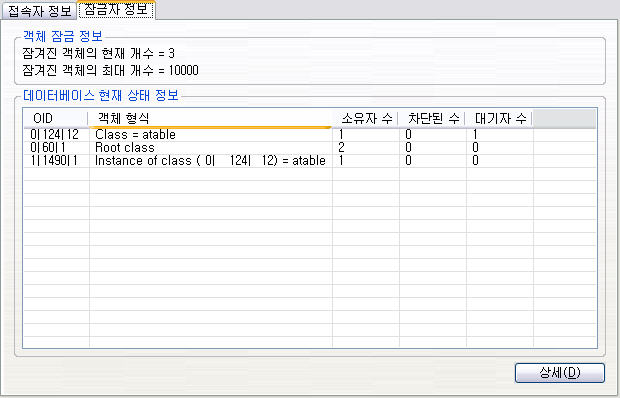 접속자 정보 잠금자 정보
객체 잠금 정보
잠겨진 객체의 현재 개수 = 3
잠겨진 객체의 최대 개수 = 10000
데이터베이스 현재 상태 정보
OID 객체 형식 소유자 수 차단된 수 대기자 수
0|124|12 Class = atable 1 0 1
0|60|1 Root class 2 0 0
1|1490|1 Instance of class ( 0| 124| 12) = atable 1 0 0
상세(D)